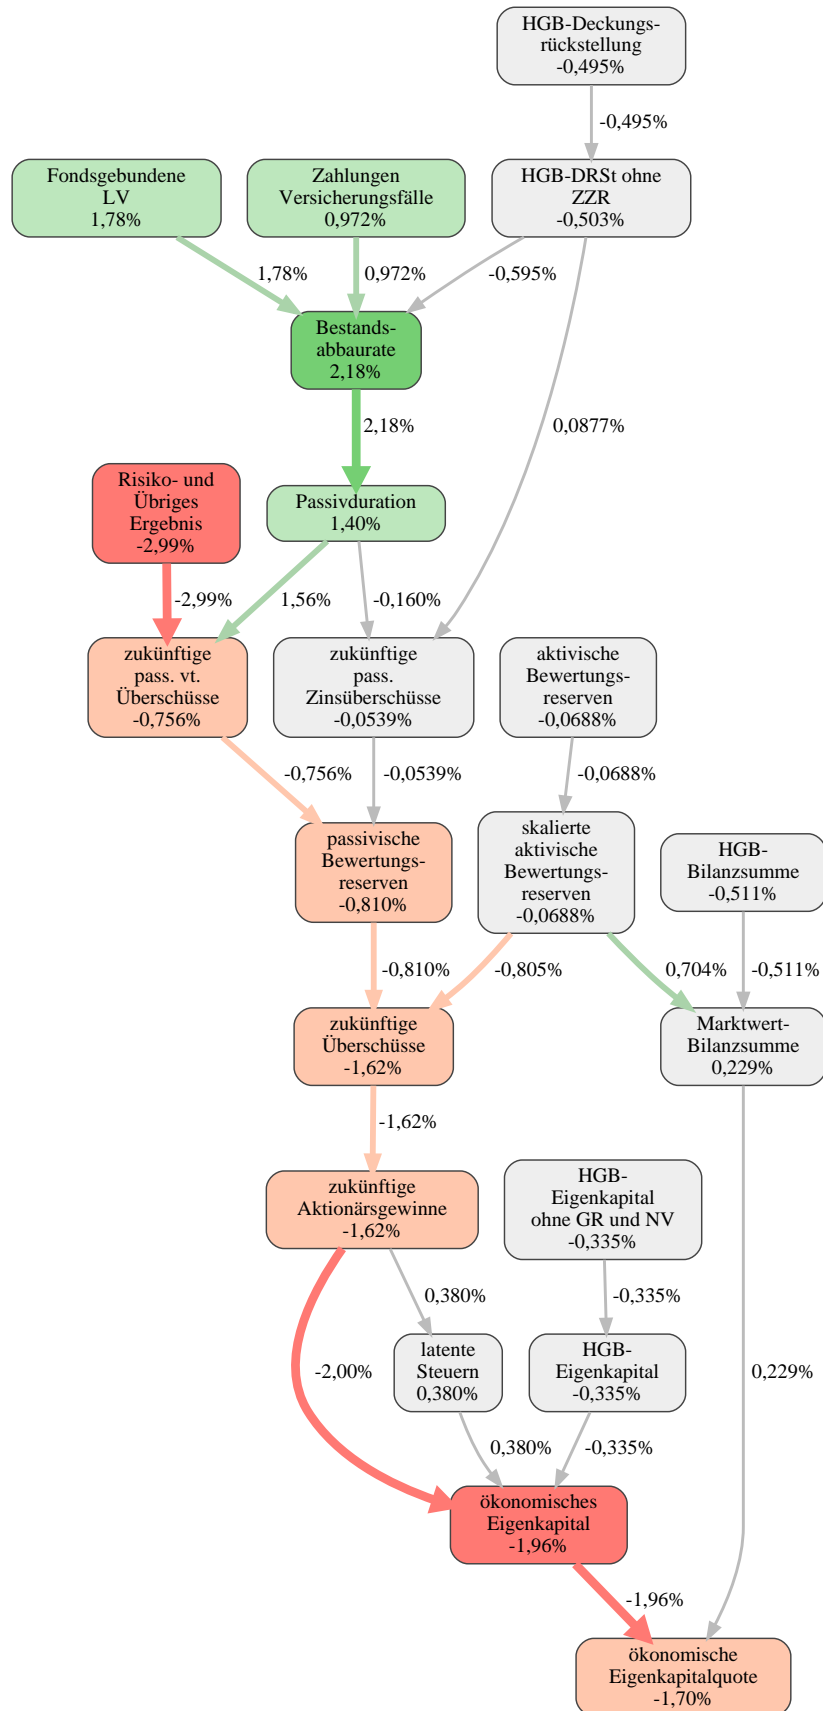 HGB-Deckungs-
rückstellung
-0,495%
-0,495%
Fondsgebundene
LV
1,78%
Zahlungen
Versicherungsfälle
0,972%
HGB-DRSt ohne
ZZR
-0,503%
1,78%
0,972%
-0,595%
Bestands-
abbaurate
2,18%
2,18%
0,0877%
Risiko- und
Übriges
Ergebnis
-2,99%
Passivduration
1,40%
-2,99%
1,56%
-0,160%
zukünftige
pass. vt.
Überschüsse
-0,756%
zukünftige
pass.
Zinsüberschüsse
-0,0539%
aktivische
Bewertungs-
reserven
-0,0688%
-0,756%
-0,0539%
-0,0688%
passivische
Bewertungs-
reserven
-0,810%
skalierte
aktivische
Bewertungs-
reserven
-0,0688%
HGB-
Bilanzsumme
-0,511%
-0,810%
-0,805%
0,704%
-0,511%
zukünftige
Überschüsse
-1,62%
Marktwert-
Bilanzsumme
0,229%
-1,62%
zukünftige
Aktionärsgewinne
-1,62%
HGB-
Eigenkapital
ohne GR und NV
-0,335%
0,380%
-0,335%
-2,00%
latente
Steuern
0,380%
HGB-
Eigenkapital
-0,335%
0,229%
0,380%
-0,335%
ökonomisches
Eigenkapital
-1,96%
-1,96%
ökonomische
Eigenkapitalquote
-1,70%